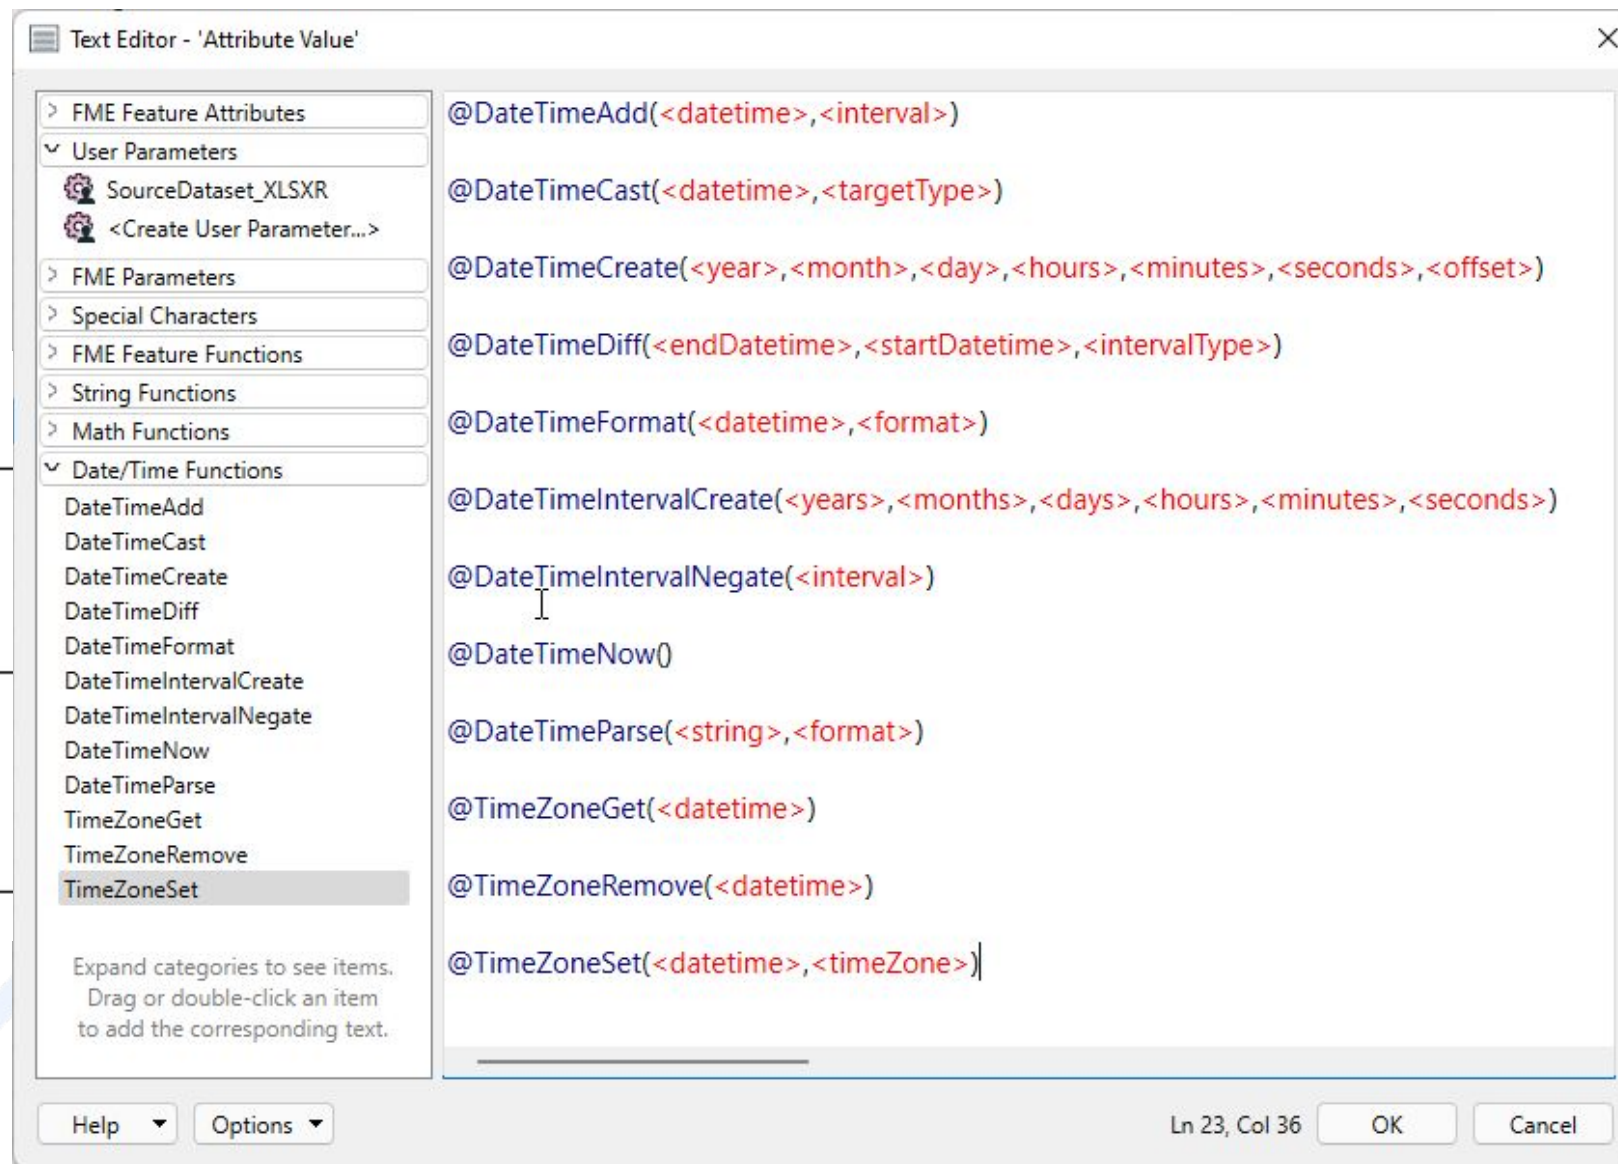 Text Editor - 'Attribute Value'
FME Feature Attributes
User Parameters
SourceDataset_XLSXR
<Create User Parameter...>
FME Parameters
Special Characters
FME Feature Functions
String Functions
Math Functions
Date/Time Functions
DateTimeAdd
DateTimeCast
DateTimeCreate
DateTimeDiff
DateTimeFormat
DateTimeIntervalCreate
DateTimeIntervalNegate
DateTimeNow
DateTimeParse
TimeZoneGet
TimeZoneRemove
TimeZoneSet
Expand categories to see items.
Drag or double-click an item
to add the corresponding text.
@DateTimeAdd(<datetime>,<interval>)
@DateTimeCast(<datetime>,<targetType>)
@DateTimeCreate(<year>,<month>,<day>,<hours>,<minutes>,<seconds>,<offset>)
@DateTimeDiff(<endDatetime>,<startDatetime>,<intervalType>)
@DateTimeFormat(<datetime>,<format>)
@DateTimeIntervalCreate(<years>,<months>,<days>,<hours>,<minutes>,<seconds>)
@DateTimeIntervalNegate(<interval>)
@DateTimeNow()
@DateTimeParse(<string>,<format>)
@TimeZoneGet(<datetime>)
@TimeZoneRemove(<datetime>)
@TimeZoneSet(<datetime>,<timeZone>)
Help
Options
Ln 23, Col 36
OK
Cancel